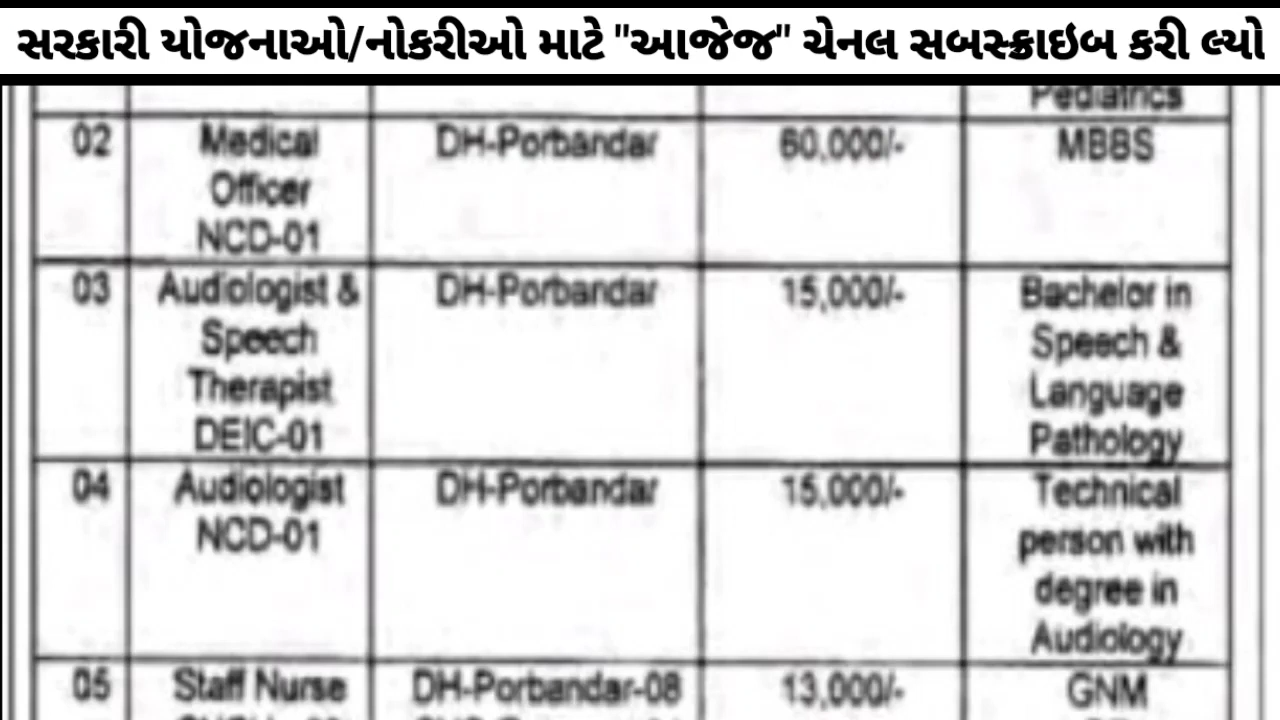 સરકારી યોજનાઓ/નોકરીઓ માટે "આજેજ" ચેનલ સબસ્ક્રાઇબ કરી લ્યો
Pediatrics
02 Medical DH-Porbandar 60,000/- MBBS
Officer
NCD-01
03 Audiologist & DH-Porbandar 15,000/- Bachelor in
Speech Speech &
Therapist Language
DEIC-01 Pathology
04 Audiologist DH-Porbandar 15,000/- Technical
NCD-01 person with
degree in
Audiology
05 Staff Nurse DH-Porbandar-08 13,000/- GNM